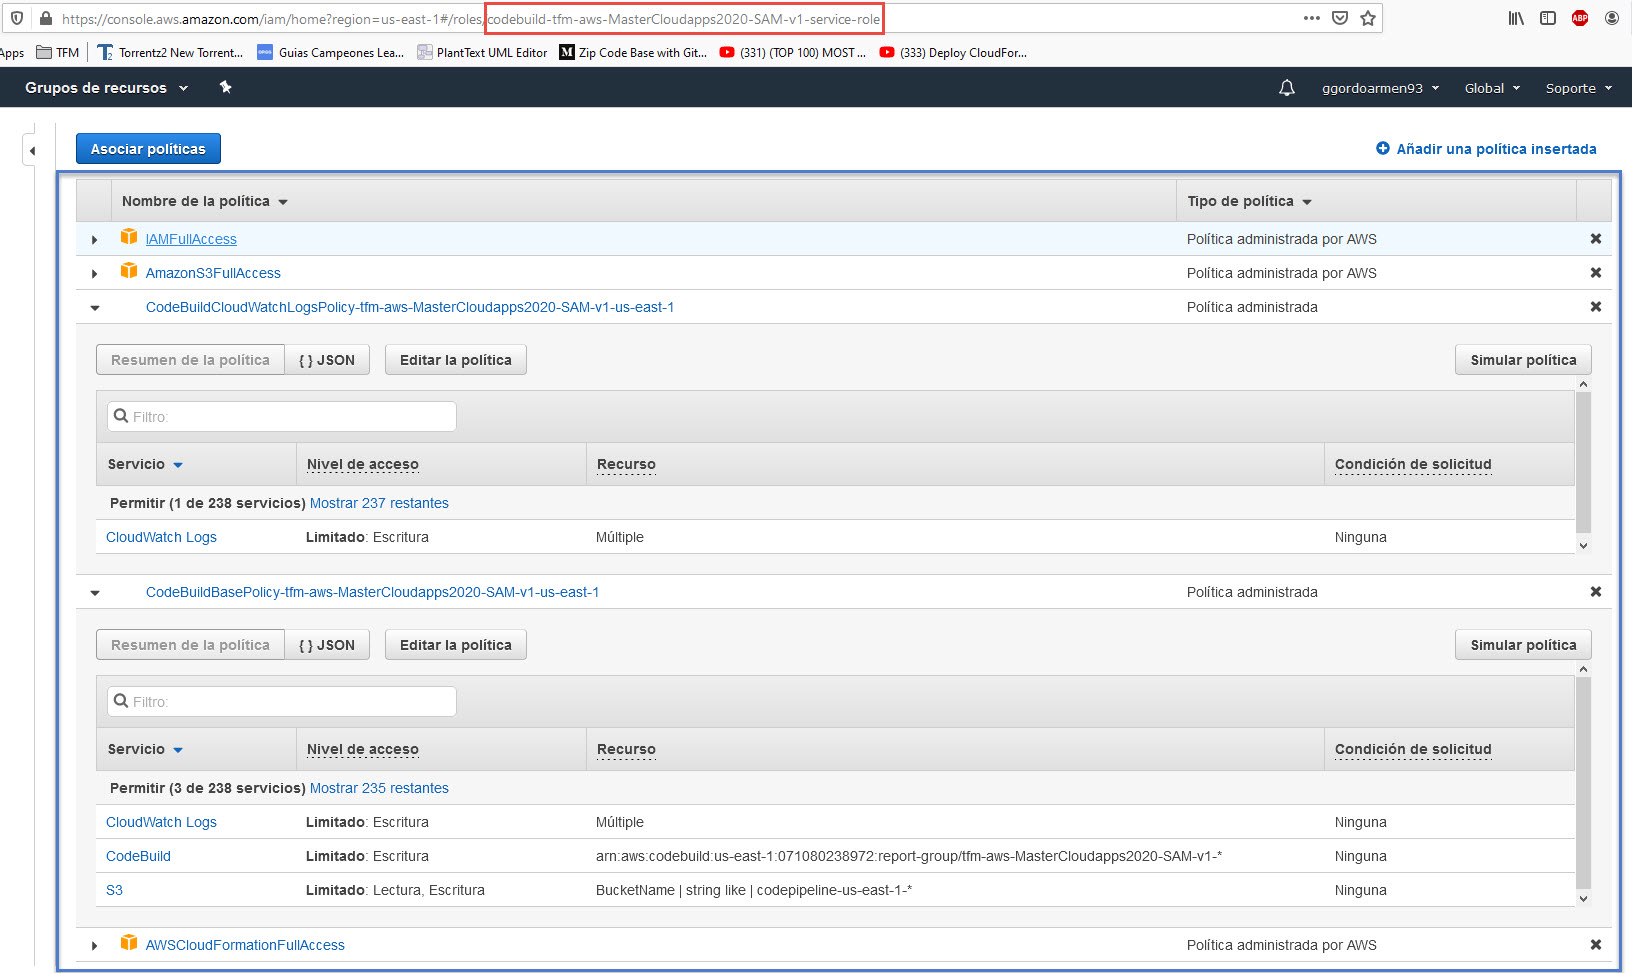 https://console.aws.amazon.com/iam/home?region=us-east-1#/roles/codebuild-tfm-aws-MasterCloudapps2020-SAM-v1-service-role
Apps TFM Torrentz2 New Torrent... Guias Campeones Lea... PlantText UML Editor Zip Code Base with Git... (331) (TOP 100) MOST ... (333) Deploy CloudFor...
Grupos de recursos ggordoarmen93 Global Soporte
Asociar políticas Añadir una política insertada
Nombre de la política Tipo de política
IAMFullAccess Política administrada por AWS
AmazonS3FullAccess Política administrada por AWS
CodeBuildCloudWatchLogsPolicy-tfm-aws-MasterCloudapps2020-SAM-v1-us-east-1 Política administrada
Resumen de la política { } JSON Editar la política Simular política
Filtro:
Servicio Nivel de acceso Recurso Condición de solicitud
Permitir (1 de 238 servicios) Mostrar 237 restantes
CloudWatch Logs Limitado: Escritura Múltiple Ninguna
CodeBuildBasePolicy-tfm-aws-MasterCloudapps2020-SAM-v1-us-east-1 Política administrada
Resumen de la política { } JSON Editar la política Simular política
Filtro:
Servicio Nivel de acceso Recurso Condición de solicitud
Permitir (3 de 238 servicios) Mostrar 235 restantes
CloudWatch Logs Limitado: Escritura Múltiple Ninguna
CodeBuild Limitado: Escritura arn:aws:codebuild:us-east-1:071080238972:report-group/tfm-aws-MasterCloudapps2020-SAM-v1-* Ninguna
S3 Limitado: Lectura, Escritura BucketName | string like | codepipeline-us-east-1-* Ninguna
AWSCloudFormationFullAccess Política administrada por AWS